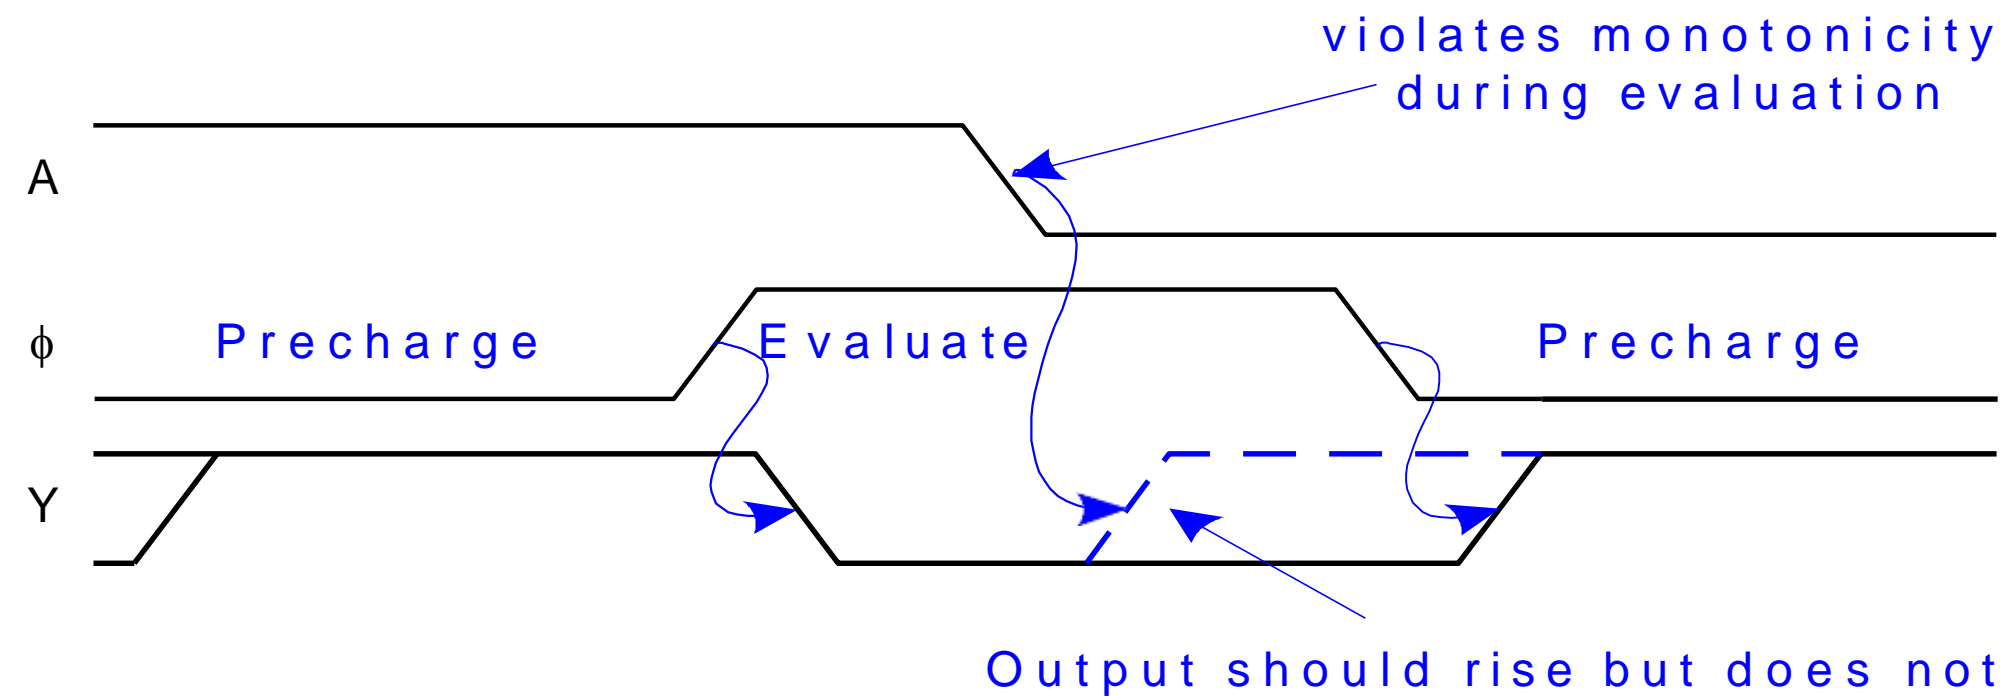 violates monotonicity
during evaluation
A
ϕ
Precharge
Evaluate
Precharge
Y
Output should rise but does not